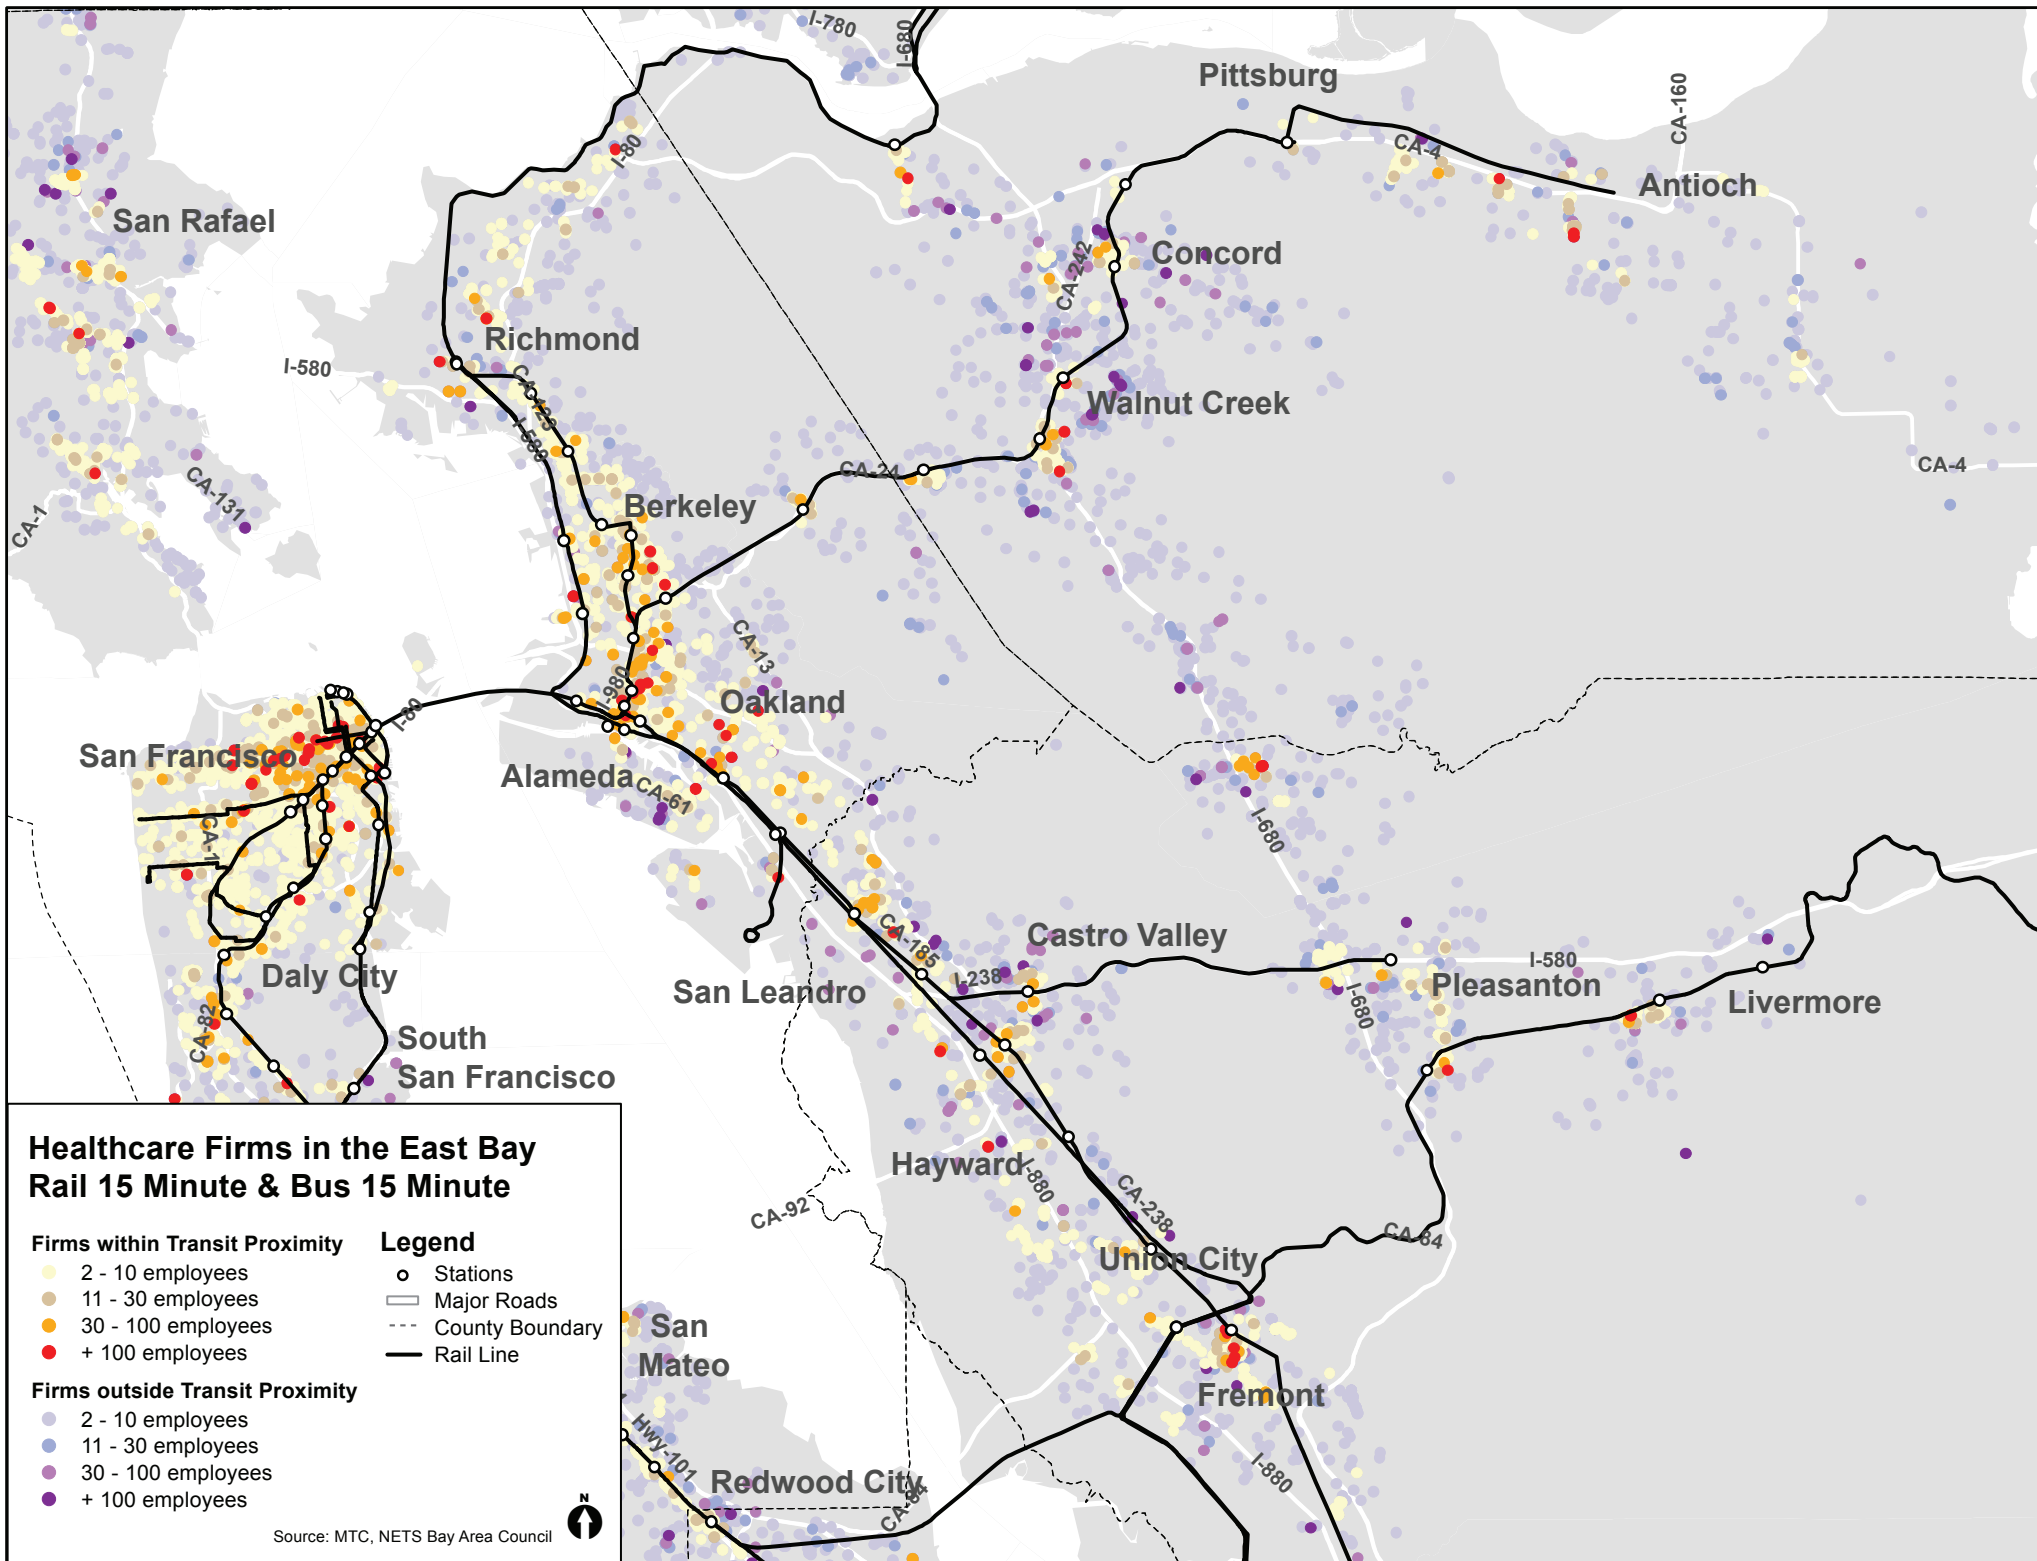 I-780
I-680
Pittsburg
CA-160
I-80
CA-4
Antioch
San Rafael
CA-242
Concord
Richmond
I-580
CA-123
I-580
Walnut Creek
CA-24
CA-4
CA-131
CA-1
Berkeley
CA-13
I-980
Oakland
I-80
San Francisco
Alameda
CA-61
CA-1
I-680
CA-185
Castro Valley
Daly City
I-238
I-580
San Leandro
I-680
Pleasanton
Livermore
CA-82
South
San Francisco
Hayward
I-880
CA-92
CA-238
CA-84
Union City
San
Mateo
Fremont
Hwy-101
Redwood City
CA-84
I-880
Healthcare Firms in the East Bay
Rail 15 Minute & Bus 15 Minute
Firms within Transit Proximity
2 - 10 employees
11 - 30 employees
30 - 100 employees
+ 100 employees
Firms outside Transit Proximity
2 - 10 employees
11 - 30 employees
30 - 100 employees
+ 100 employees
Legend
Stations
Major Roads
County Boundary
Rail Line
N
Source: MTC, NETS Bay Area Council